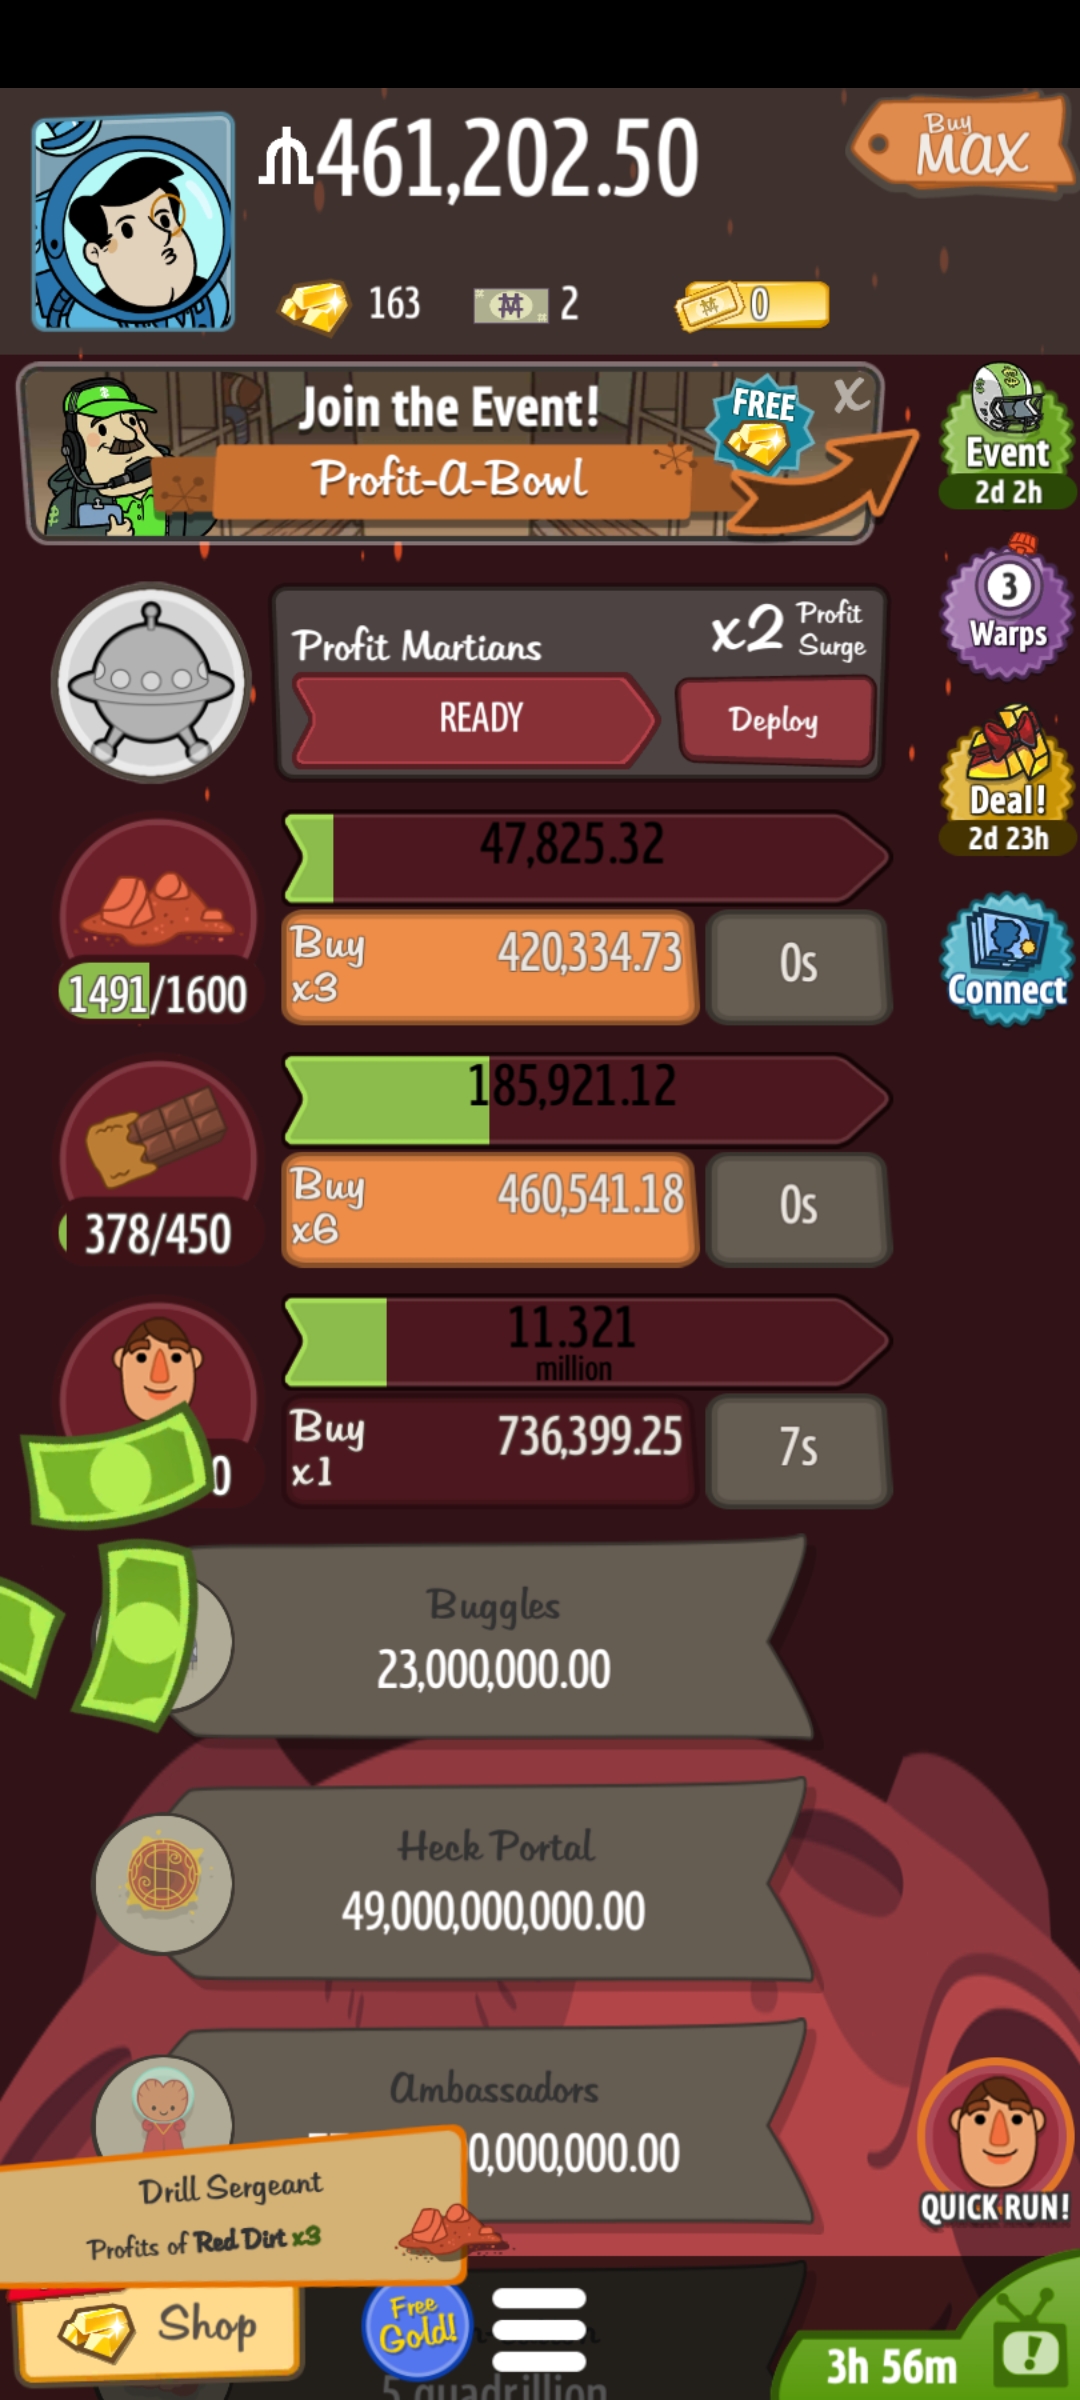 ₼461,202.50
Buy
MAX
163
2
0
Join the Event!
Profit-A-Bowl
FREE
X
Event
2d 2h
3
Warps
Deal!
2d 23h
Connect
Profit Martians
x2 Profit
Surge
READY
Deploy
47,825.32
Buy
x3
420,334.73
0s
1491/1600
185,921.12
Buy
x6
460,541.18
0s
378/450
11.321
million
Buy
x1
736,399.25
7s
0
Buggles
23,000,000.00
Heck Portal
49,000,000,000.00
Ambassadors
0,000,000.00
Drill Sergeant
Profits of Red Dirt x3
QUICK RUN!
Shop
Free
Gold!
3h 56m
5 quadrillion